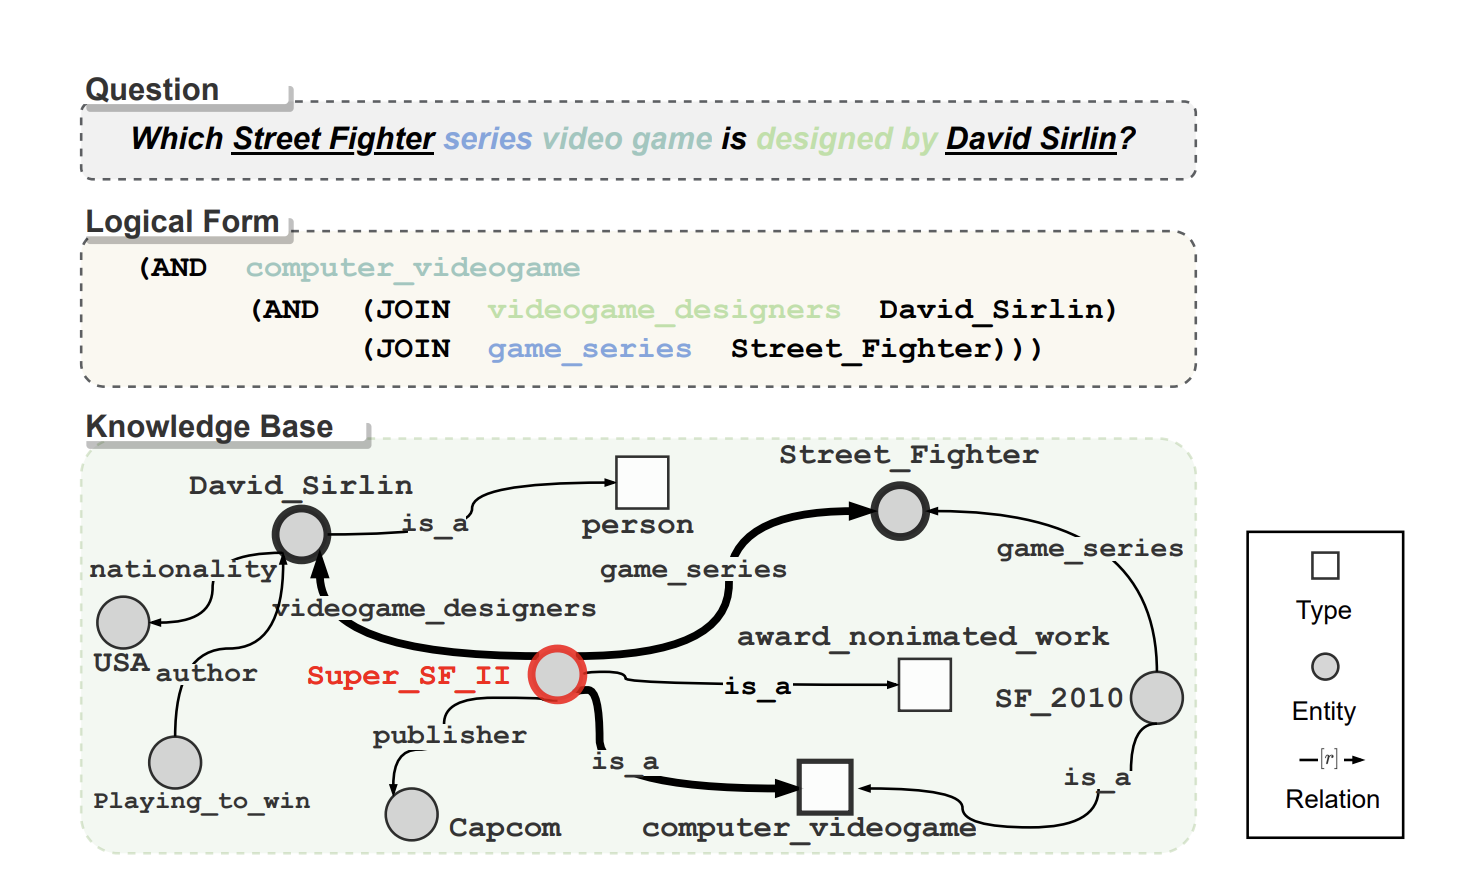 Question
Which Street Fighter series video game is designed by David Sirlin?
Logical Form
(AND computer_videogame
(AND (JOIN videogame_designers David_Sirlin)
(JOIN game_series Street_Fighter)))
Knowledge Base
Street_Fighter
David_Sirlin
is_a
person
nationality
game_series
game_series
videogame_designers
USA
author
award_nonimated_work
Super_SF_II
is_a
SF_2010
publisher
is_a
is_a
Playing_to_win
Capcom
computer_videogame
Type
Entity
[r]
Relation